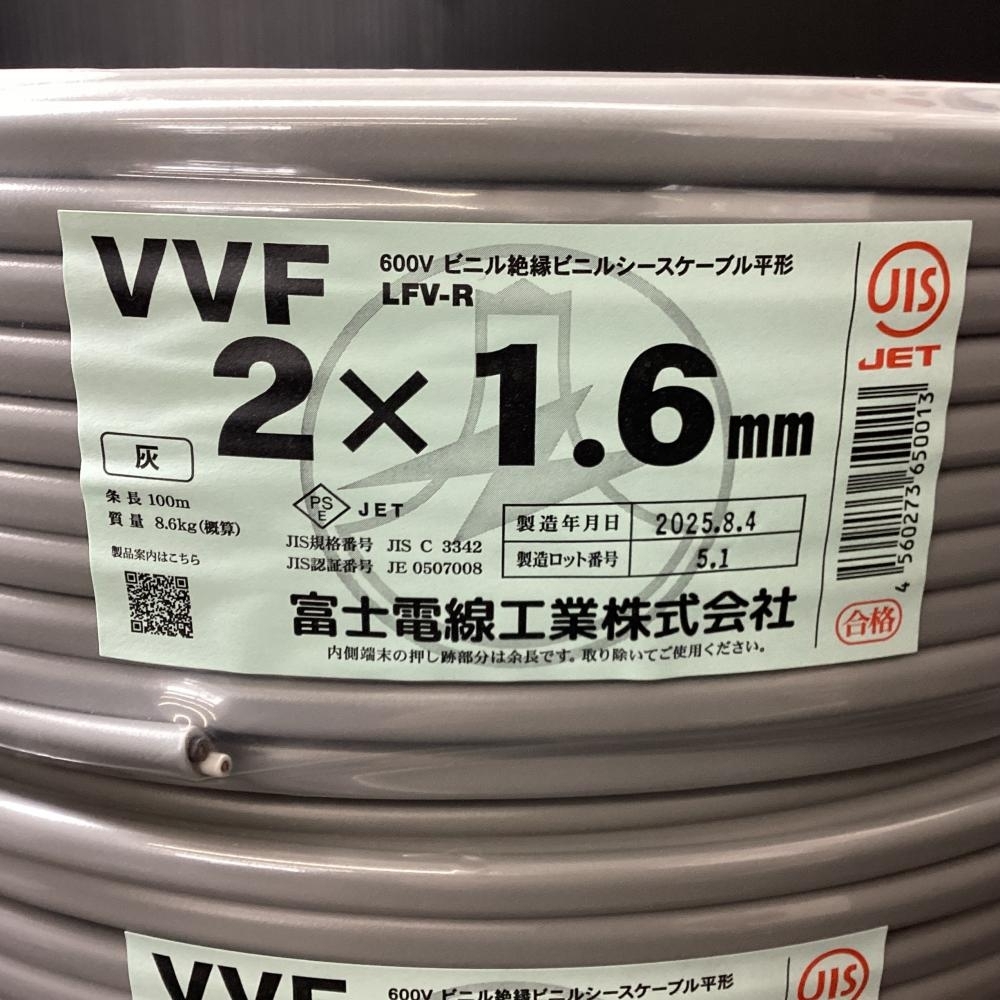 VVF
600V ビニル絶縁ビニルシースケーブル平形
LFV-R
2×1.6mm
灰
条長 100m
質量 8.6kg(概算)
製品案内はこちら
PS
E
JET
JIS規格番号 JIS C 3342
JIS認証番号 JE 0507008
製造年月日 2025.8.4
製造ロット番号 5.1
富士電線工業株式会社
内側端末の押し跡部分は余長です。取り除いてご使用ください。
JIS
JET
4560273650013
合格
VVF
600V ビニル絶縁ビニルシースケーブル平形
JIS